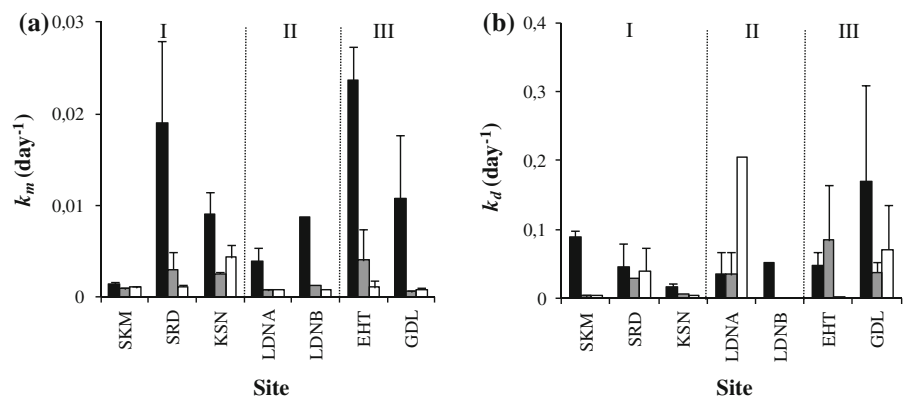 (a)
I II III
k_m (day⁻¹)
0,03
0,02
0,01
0
SKM SRD KSN LDNA LDNB EHT GDL
Site
(b)
I II III
k_d (day⁻¹)
0,4
0,3
0,2
0,1
0
SKM SRD KSN LDNA LDNB EHT GDL
Site